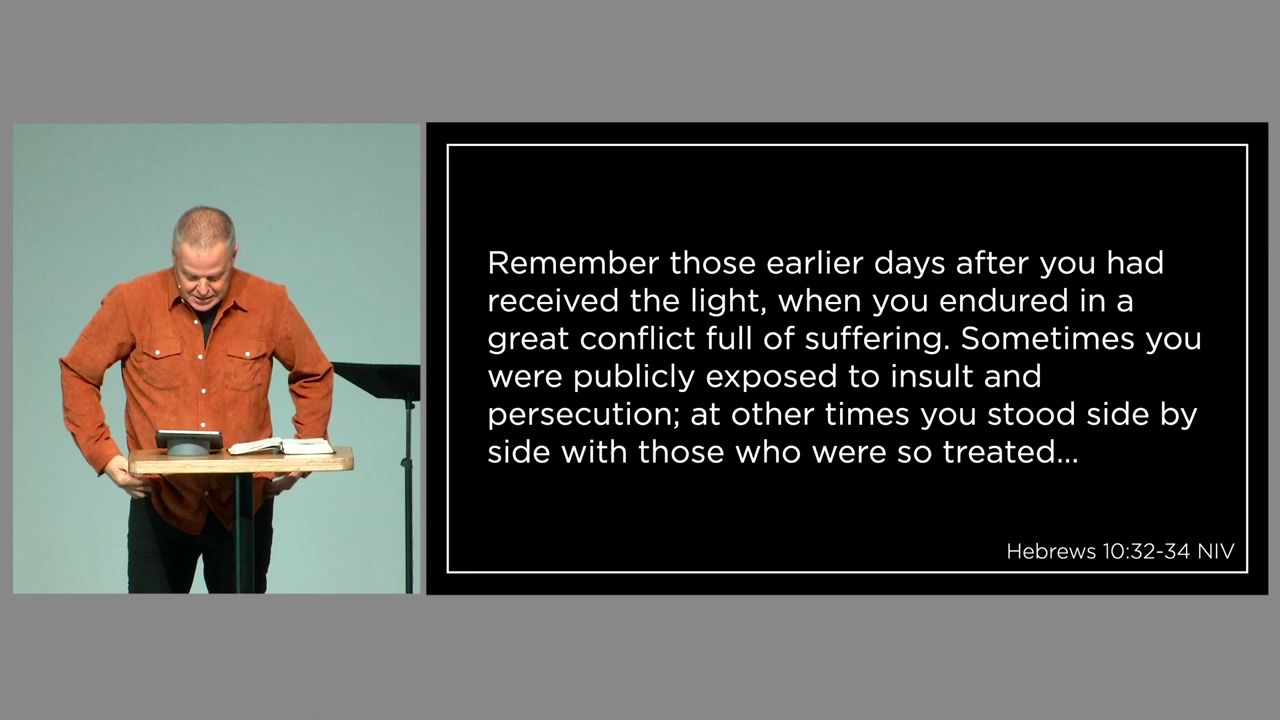 Remember those earlier days after you had
received the light, when you endured in a
great conflict full of suffering. Sometimes you
were publicly exposed to insult and
persecution; at other times you stood side by
side with those who were so treated...
Hebrews 10:32-34 NIV